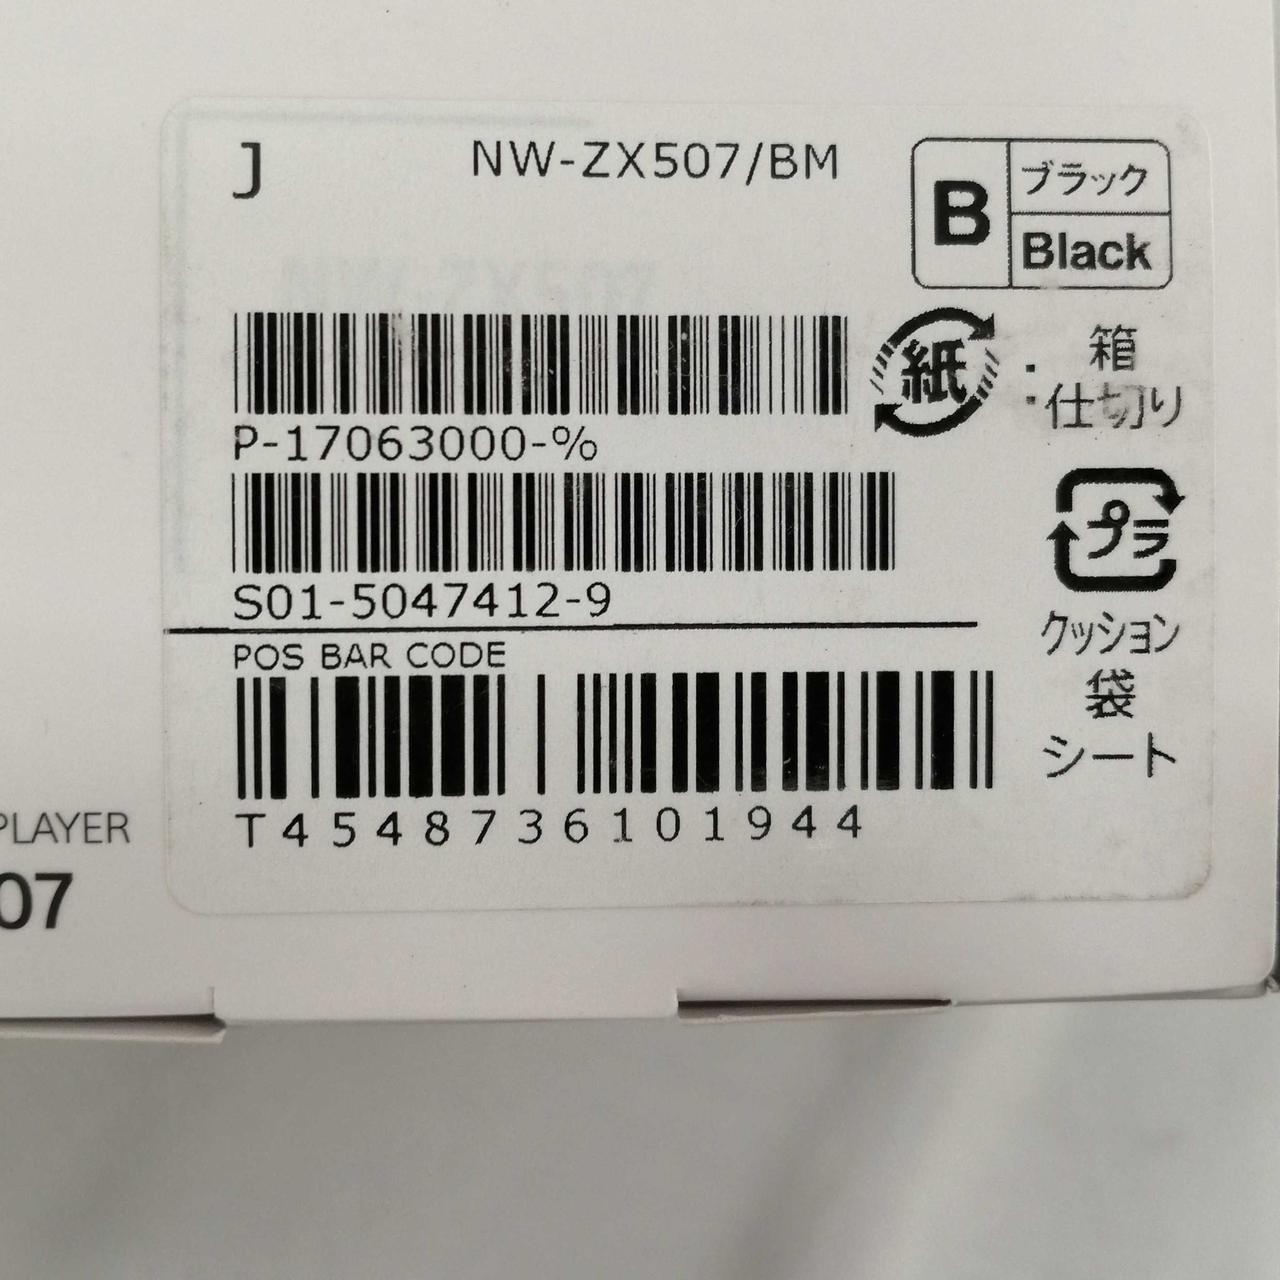 J
NW-ZX507/BM
B
ブラック
Black
P-17063000-%
紙
: 箱
: 仕切り
S01-5047412-9
プラ
クッション
袋
シート
POS BAR CODE
T4548736101944
PLAYER
07